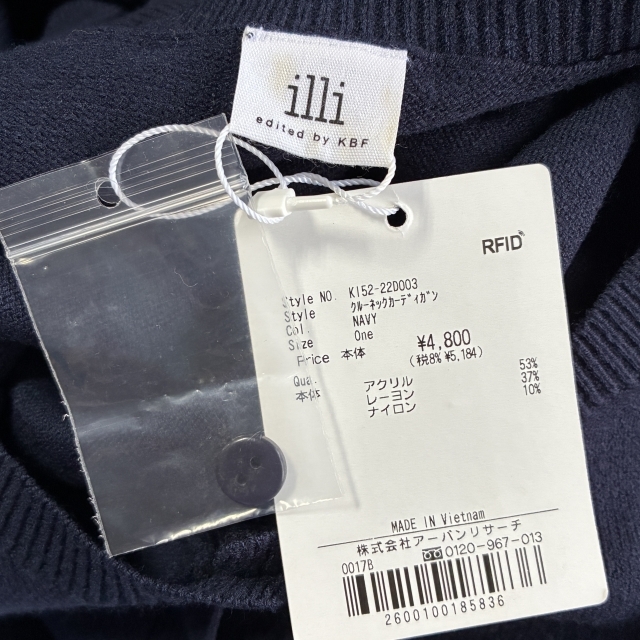 illi
edited by KBF
RFID
Style NO. KI52-22D003
Style クルーネックカーディガン
Col. NAVY
Size One
Price 本体 ¥4,800
(税8% ¥5,184)
Qua.
本体 アクリル 53%
レーヨン 37%
ナイロン 10%
MADE IN Vietnam
株式会社アーバンリサーチ
0120-967-013
0017B
2600100185836